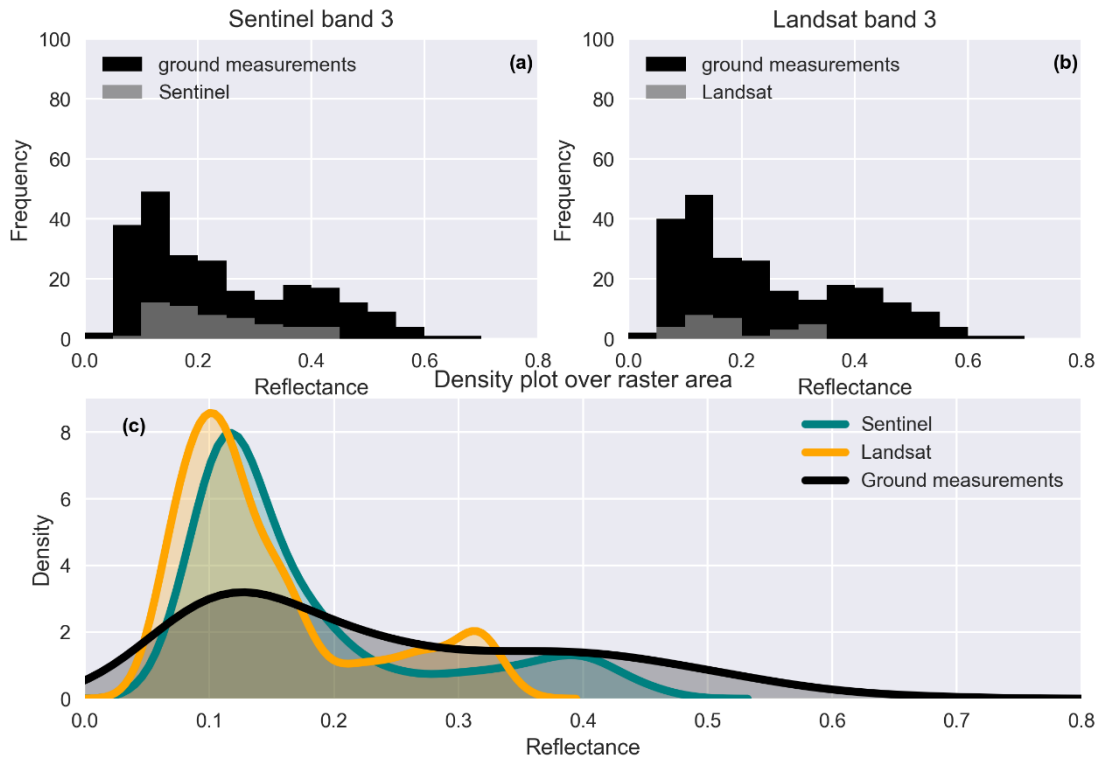 Sentinel band 3
Landsat band 3
100
80
60
40
20
0
Frequency
ground measurements
Sentinel
(a)
0.0 0.2 0.4 0.6 0.8
Reflectance
100
80
60
40
20
0
Frequency
ground measurements
Landsat
(b)
0.0 0.2 0.4 0.6 0.8
Reflectance
Density plot over raster area
(c)
8
6
4
2
0
Density
Sentinel
Landsat
Ground measurements
0.0 0.1 0.2 0.3 0.4 0.5 0.6 0.7 0.8
Reflectance